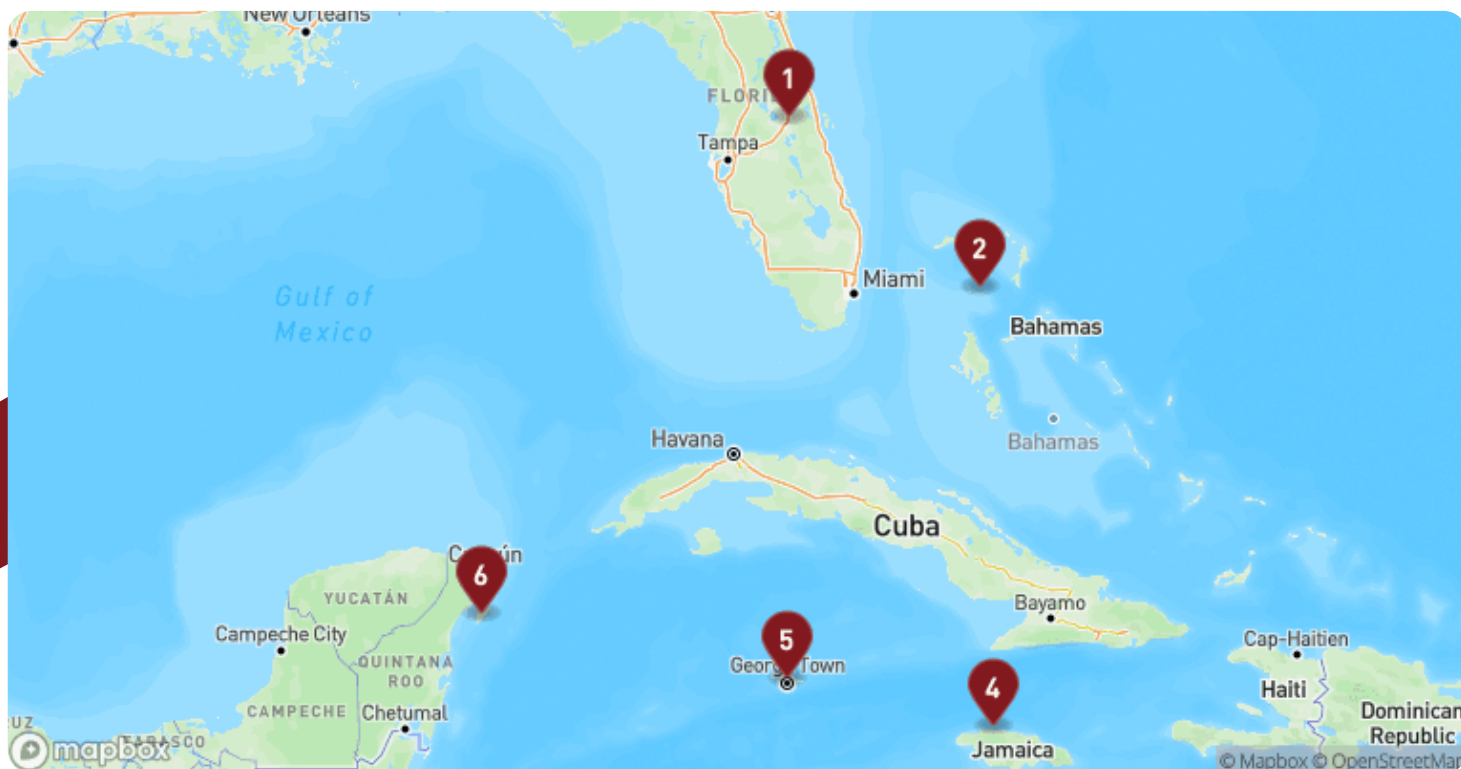 New Orleans
1
FLORI
Tampa
2
Miami
Gulf of
Mexico
Bahamas
Havana
Bahamas
Cuba
6
YUCATÁN
Bayamo
Campeche City
5
Cap-Haitien
QUINTANA
ROO
4
Haiti
CAMPECHE
Chetumal
Dominican
Republic
Jamaica
mapbox
© Mapbox © OpenStreetMap